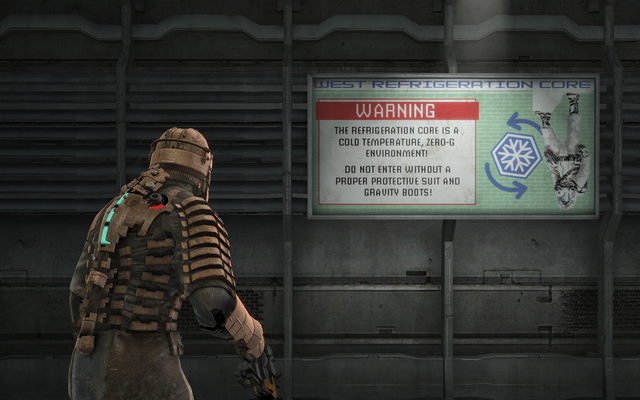 WEST REFRIGERATION CORE
WARNING
THE REFRIGERATION CORE IS A
COLD TEMPERATURE, ZERO-G
ENVIRONMENT!
DO NOT ENTER WITHOUT A
PROPER PROTECTIVE SUIT AND
GRAVITY BOOTS!